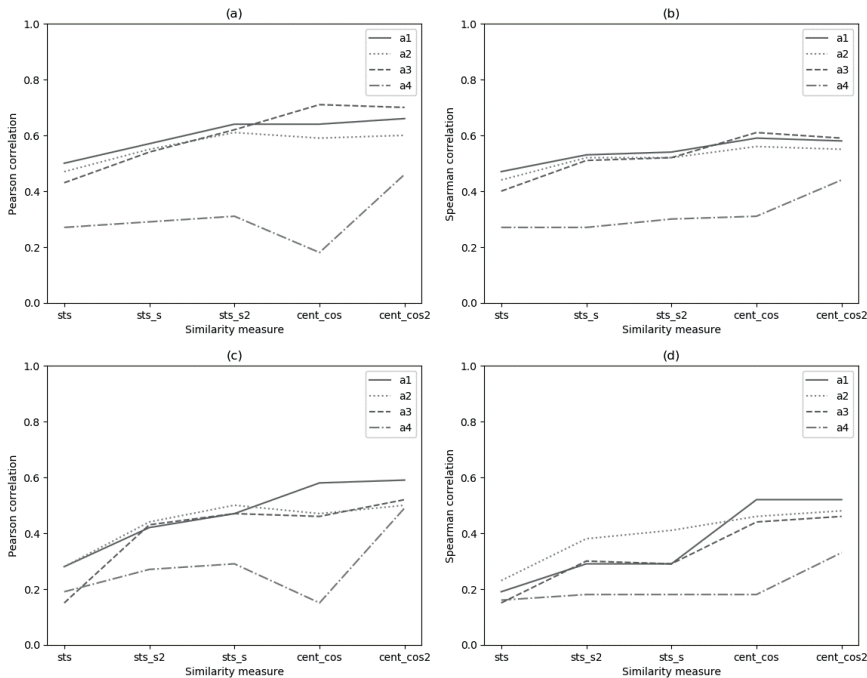 (a)
1.0
0.8
0.6
0.4
0.2
0.0
Pearson correlation
a1
a2
a3
a4
sts
sts_s
sts_s2
cent_cos
cent_cos2
Similarity measure
(b)
1.0
0.8
0.6
0.4
0.2
0.0
Spearman correlation
a1
a2
a3
a4
sts
sts_s
sts_s2
cent_cos
cent_cos2
Similarity measure
(c)
1.0
0.8
0.6
0.4
0.2
0.0
Pearson correlation
a1
a2
a3
a4
sts
sts_s2
sts_s
cent_cos
cent_cos2
Similarity measure
(d)
1.0
0.8
0.6
0.4
0.2
0.0
Spearman correlation
a1
a2
a3
a4
sts
sts_s2
sts_s
cent_cos
cent_cos2
Similarity measure